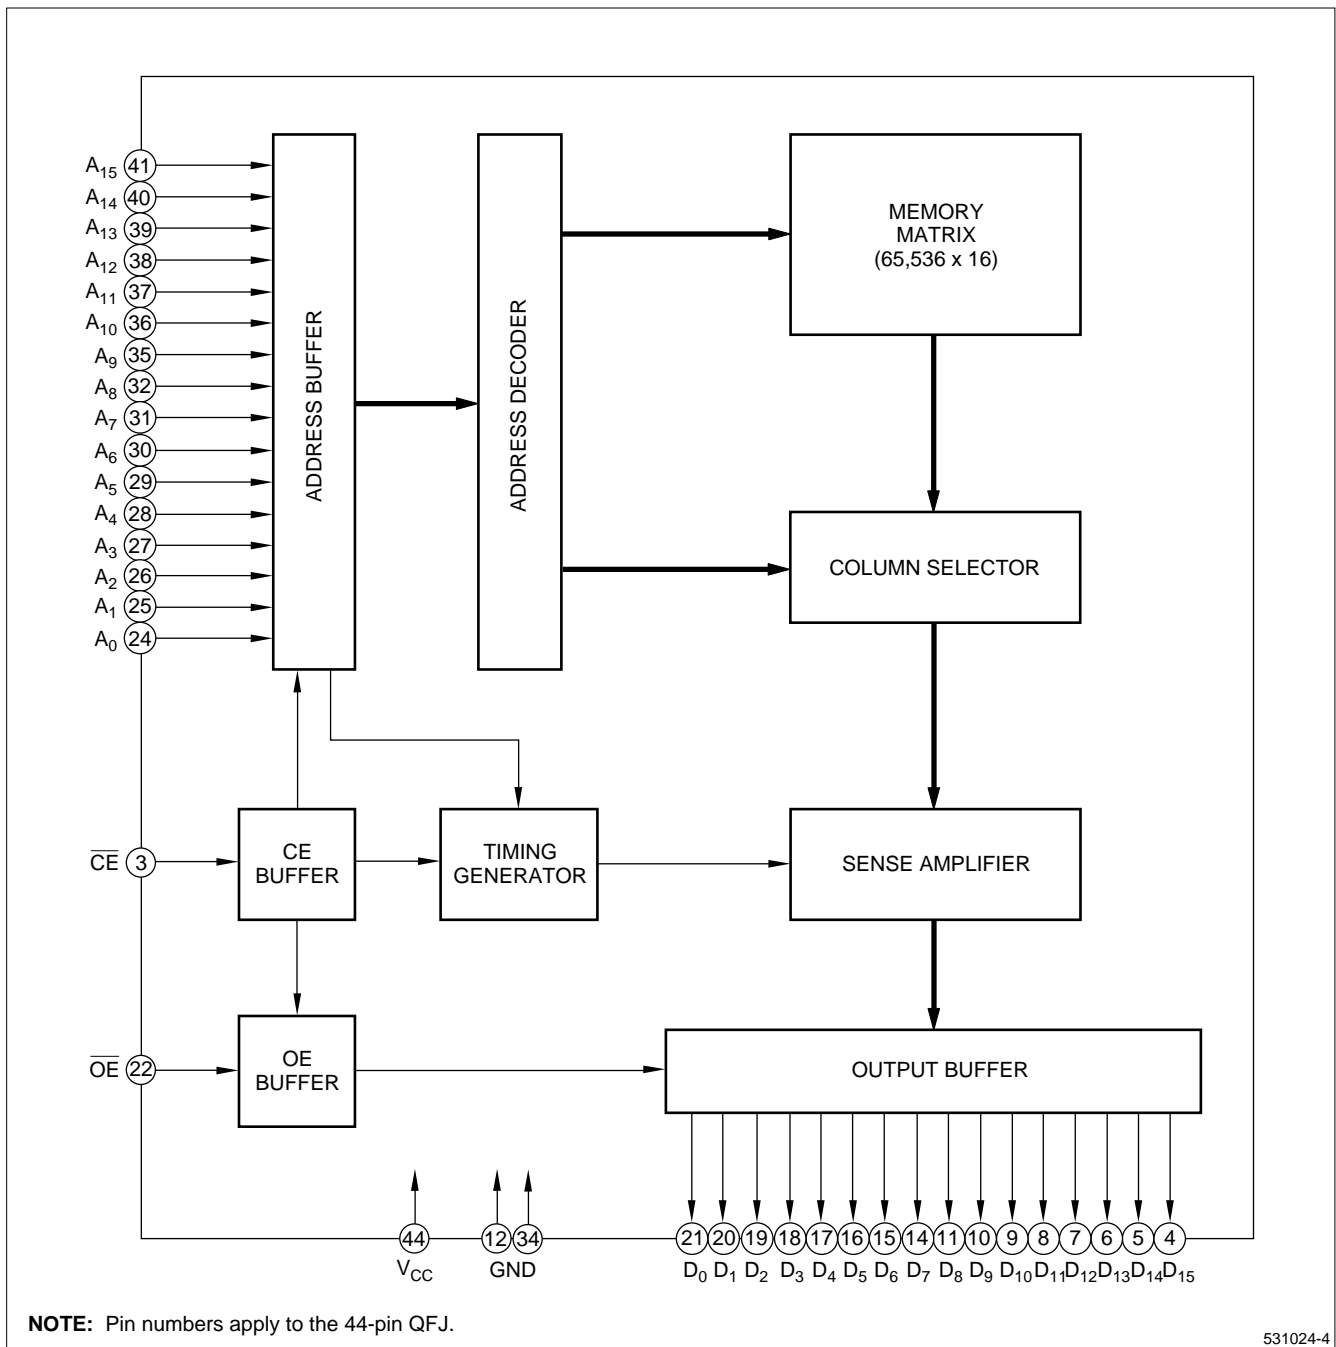 A15 41
A14 40
A13 39
A12 38
A11 37
A10 36
A9 35
A8 32
A7 31
A6 30
A5 29
A4 28
A3 27
A2 26
A1 25
A0 24
ADDRESS BUFFER
ADDRESS DECODER
MEMORY
MATRIX
(65,536 x 16)
COLUMN SELECTOR
CE 3
CE
BUFFER
TIMING
GENERATOR
SENSE AMPLIFIER
OE 22
OE
BUFFER
OUTPUT BUFFER
44 12 34 21 20 19 18 17 16 15 14 11 10 9 8 7 6 5 4
VCC GND D0 D1 D2 D3 D4 D5 D6 D7 D8 D9 D10 D11 D12 D13 D14 D15
NOTE: Pin numbers apply to the 44-pin QFJ.
531024-4